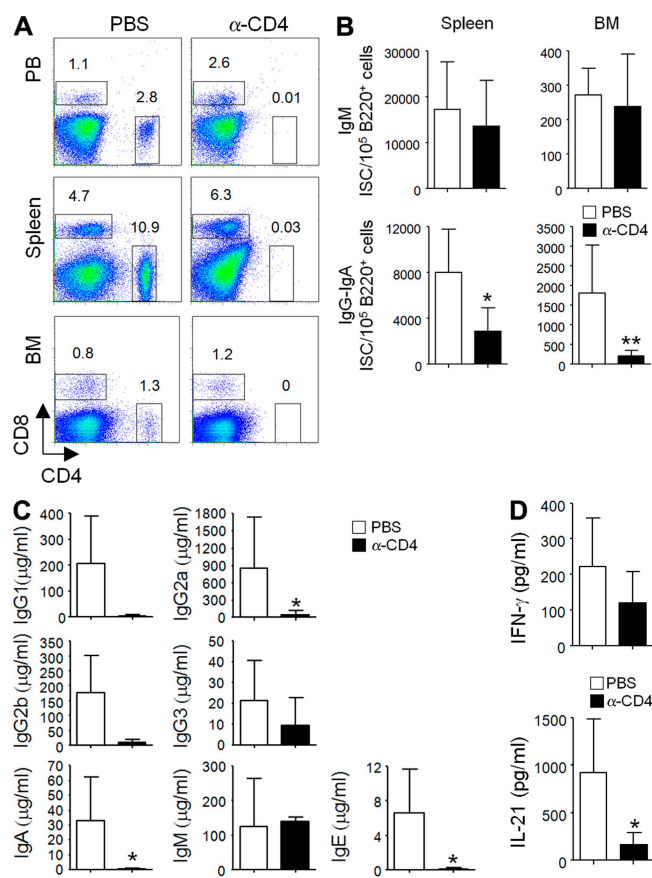 A
PBS
α-CD4
PB
1.1
2.8
2.6
0.01
Spleen
4.7
10.9
6.3
0.03
BM
0.8
1.3
1.2
0
CD8
CD4
B
Spleen
BM
IgM
ISC/10⁵ B220⁺ cells
30000
20000
10000
0
400
300
200
100
0
PBS
α-CD4
IgG-IgA
ISC/10⁵ B220⁺ cells
12000
8000
4000
0
*
3500
3000
2500
2000
1500
1000
500
0
**
C
PBS
α-CD4
IgG1(μg/ml)
400
300
200
100
0
IgG2a (μg/ml)
1800
1500
1200
900
600
300
0
*
IgG2b (μg/ml)
350
300
250
200
150
100
50
0
IgG3 (μg/ml)
50
40
30
20
10
0
IgA (μg/ml)
70
60
50
40
30
20
10
0
*
IgM (μg/ml)
300
200
100
0
IgE (μg/ml)
12
8
4
0
*
D
IFN-γ (pg/ml)
400
300
200
100
0
PBS
α-CD4
IL-21 (pg/ml)
1500
1000
500
0
*